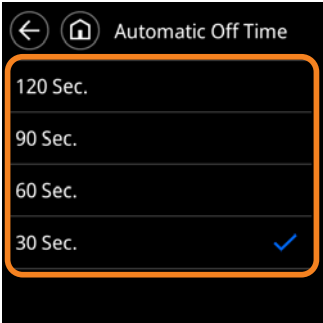 Automatic Off Time
120 Sec.
90 Sec.
60 Sec.
30 Sec.